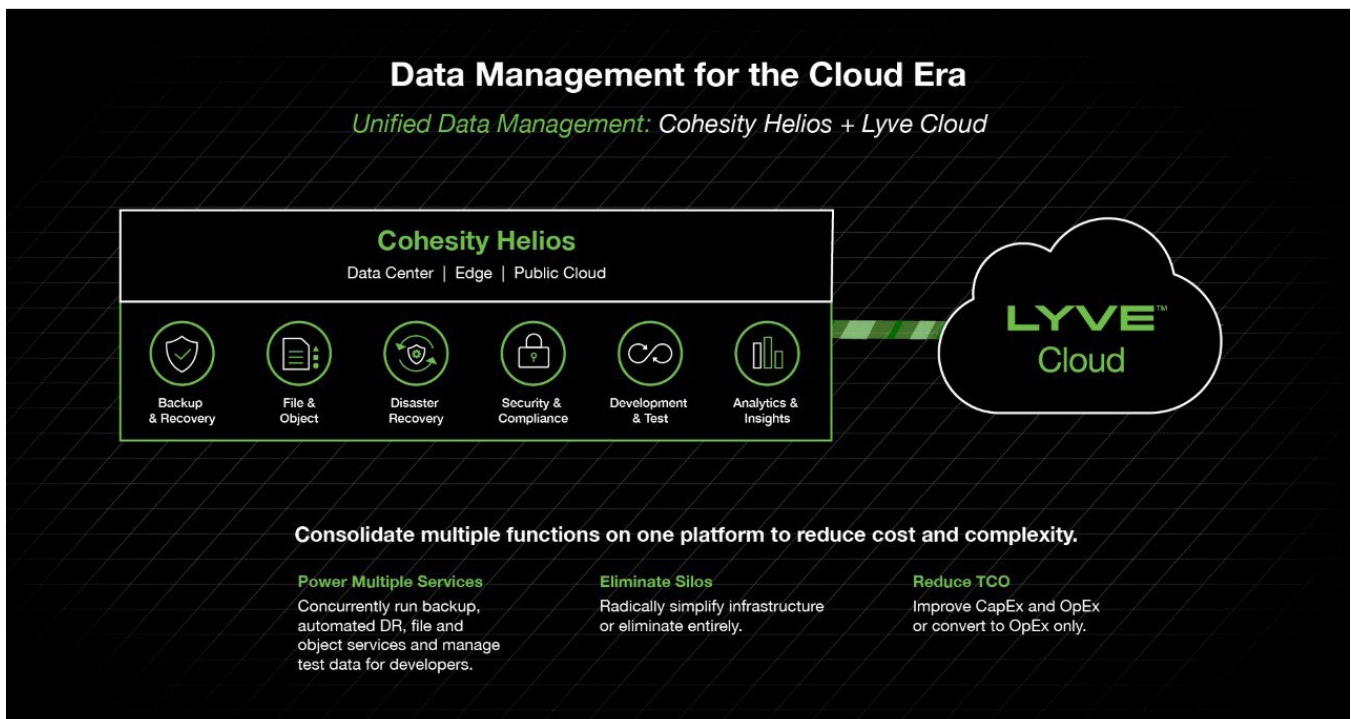 Data Management for the Cloud Era
Unified Data Management: Cohesity Helios + Lyve Cloud
Cohesity Helios
Data Center | Edge | Public Cloud
Backup
& Recovery
File &
Object
Disaster
Recovery
Security &
Compliance
Development
& Test
Analytics &
Insights
LYVE™
Cloud
Consolidate multiple functions on one platform to reduce cost and complexity.
Power Multiple Services
Concurrently run backup,
automated DR, file and
object services and manage
test data for developers.
Eliminate Silos
Radically simplify infrastructure
or eliminate entirely.
Reduce TCO
Improve CapEx and OpEx
or convert to OpEx only.